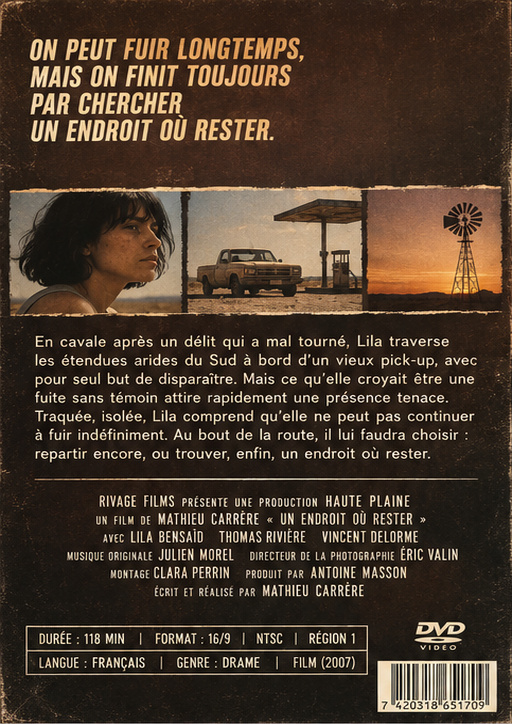 ON PEUT FUIR LONGTEMPS,
MAIS ON FINIT TOUJOURS
PAR CHERCHER
UN ENDROIT OÙ RESTER.
En cavale après un délit qui a mal tourné, Lila traverse
les étendues arides du Sud à bord d'un vieux pick-up, avec
pour seul but de disparaître. Mais ce qu'elle croyait être une
fuite sans témoin attire rapidement une présence tenace.
Traquée, isolée, Lila comprend qu'elle ne peut pas continuer
à fuir indéfiniment. Au bout de la route, il lui faudra choisir :
repartir encore, ou trouver, enfin, un endroit où rester.
RIVAGE FILMS PRÉSENTE UNE PRODUCTION HAUTE PLAINE
UN FILM DE MATHIEU CARRÈRE « UN ENDROIT OÙ RESTER »
AVEC LILA BENSAÏD THOMAS RIVIÈRE VINCENT DELORME
MUSIQUE ORIGINALE JULIEN MOREL DIRECTEUR DE LA PHOTOGRAPHIE ÉRIC VALIN
MONTAGE CLARA PERRIN PRODUIT PAR ANTOINE MASSON
ÉCRIT ET RÉALISÉ PAR MATHIEU CARRÈRE
DURÉE : 118 MIN | FORMAT : 16/9 | NTSC | RÉGION 1
LANGUE : FRANÇAIS | GENRE : DRAME | FILM (2007)
DVD
VIDEO
7 420318 651709